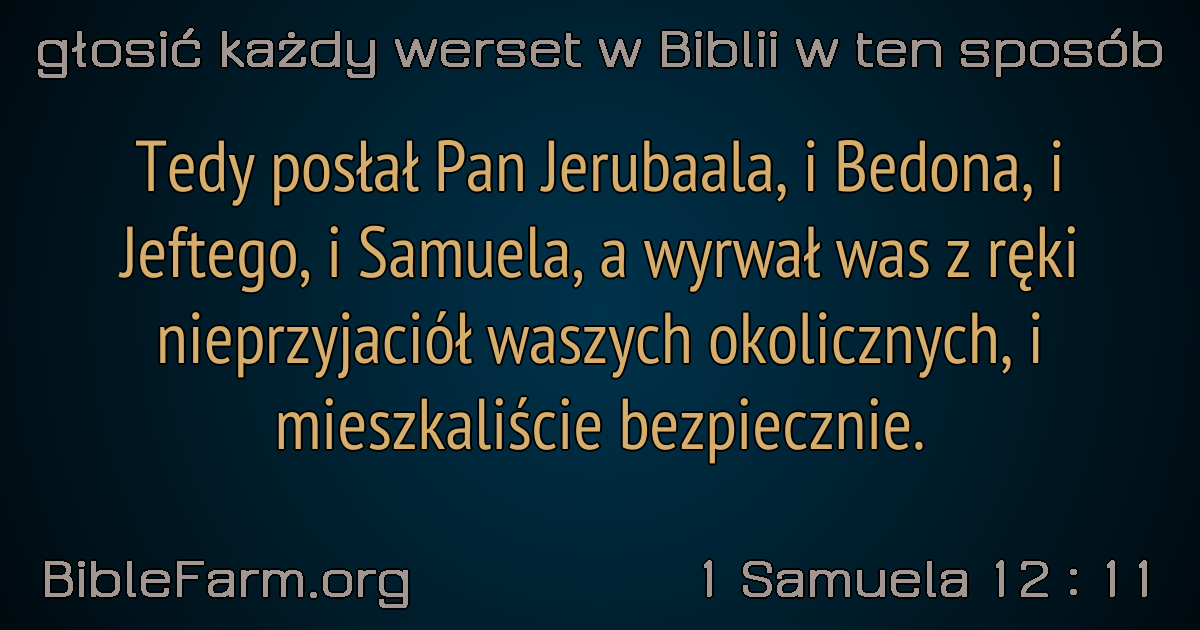 głosić każdy werset w Biblii w ten sposób
Tedy posłał Pan Jerubaala, i Bedona, i
Jeftego, i Samuela, a wyrwał was z ręki
nieprzyjaciół waszych okolicznych, i
mieszkaliście bezpiecznie.
BibleFarm.org
1 Samuela 12 : 11